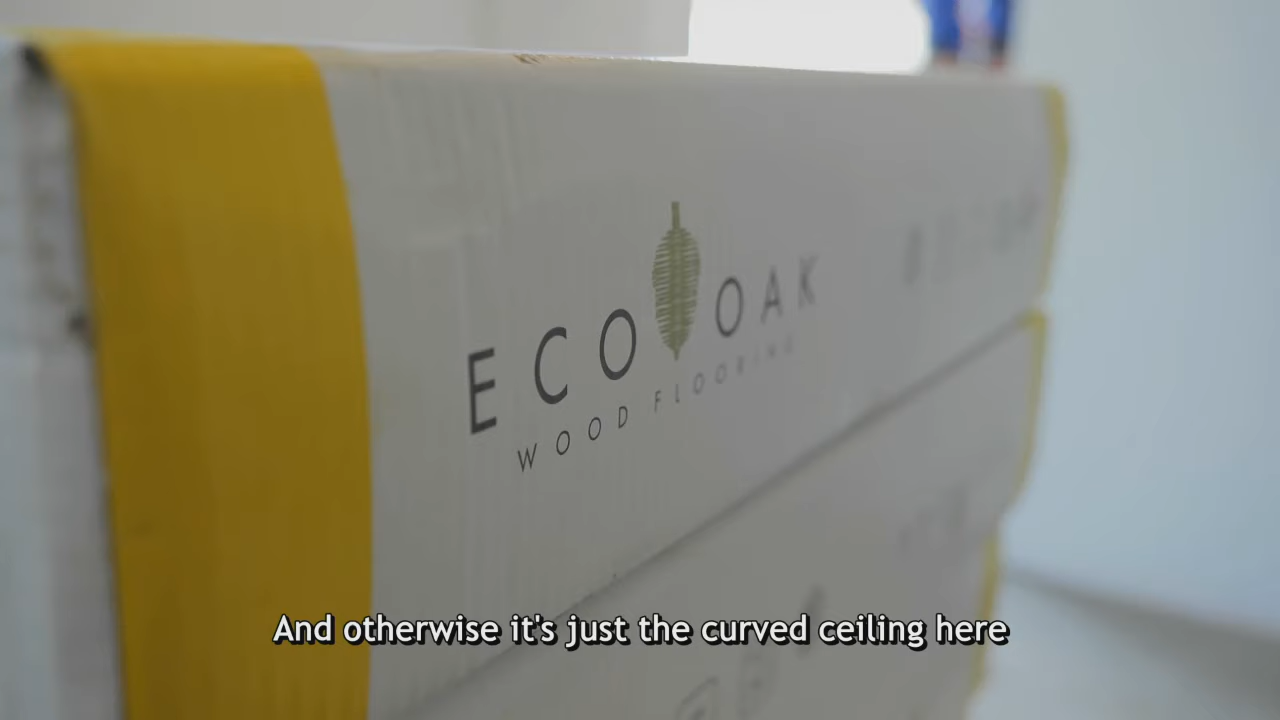 ECO OAK
WOOD FLOORING
And otherwise it's just the curved ceiling here